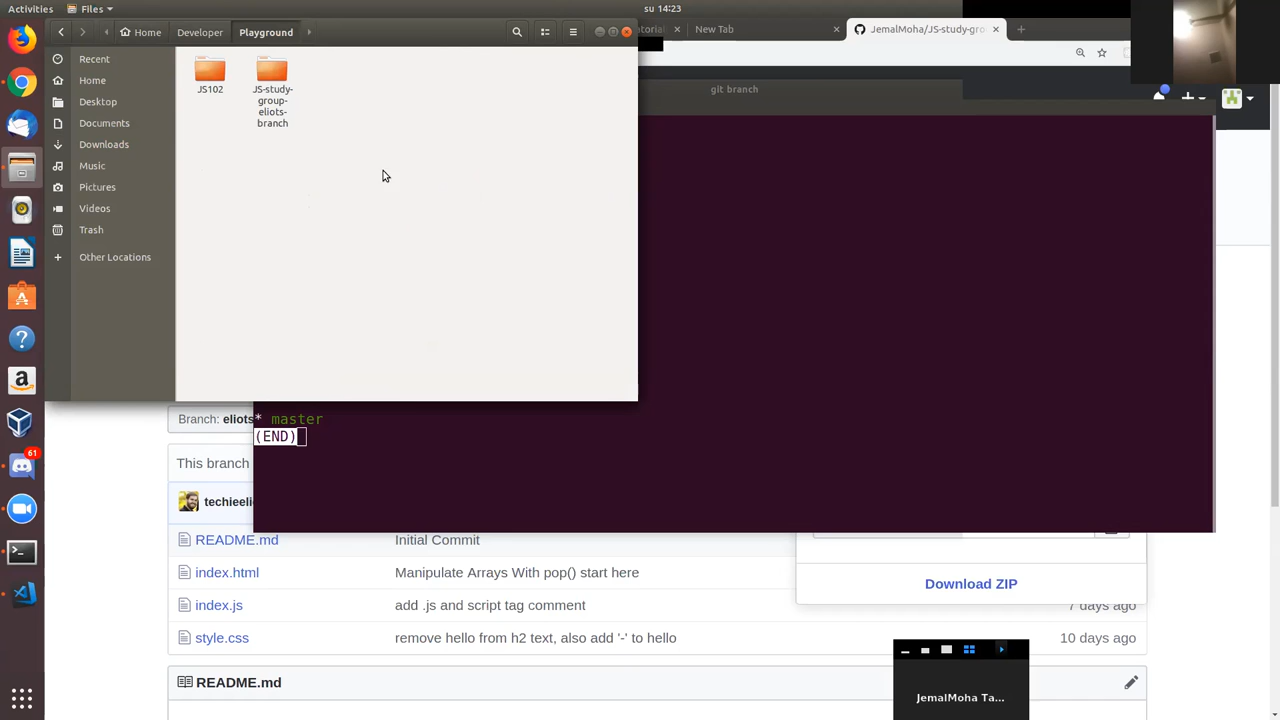 Activities
Files
su 14:23
Home
Developer
Playground
New Tab
JemalMoha/JS-study-gro
git branch
Recent
Home
Desktop
Documents
Downloads
Music
Pictures
Videos
Trash
Other Locations
JS102
JS-study-
group-
eliots-
branch
* master
(END)
Branch: eliots
This branch
techieeli
README.md
Initial Commit
index.html
Manipulate Arrays With pop() start here
index.js
add .js and script tag comment
7 days ago
style.css
remove hello from h2 text, also add '-' to hello
10 days ago
Download ZIP
README.md
JemalMoha Ta...
61